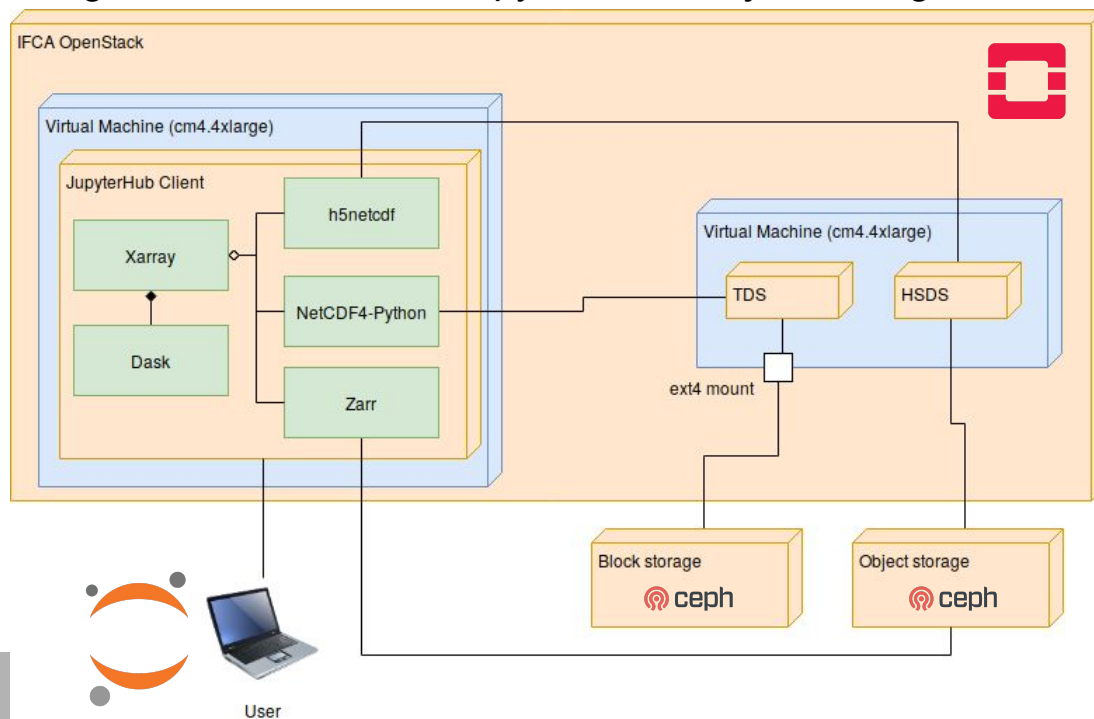 IFCA OpenStack
Virtual Machine (cm4.4xlarge)
JupyterHub Client
h5netcdf
Xarray
NetCDF4-Python
Dask
Zarr
Virtual Machine (cm4.4xlarge)
TDS
HSDS
ext4 mount
Block storage
ceph
Object storage
ceph
User